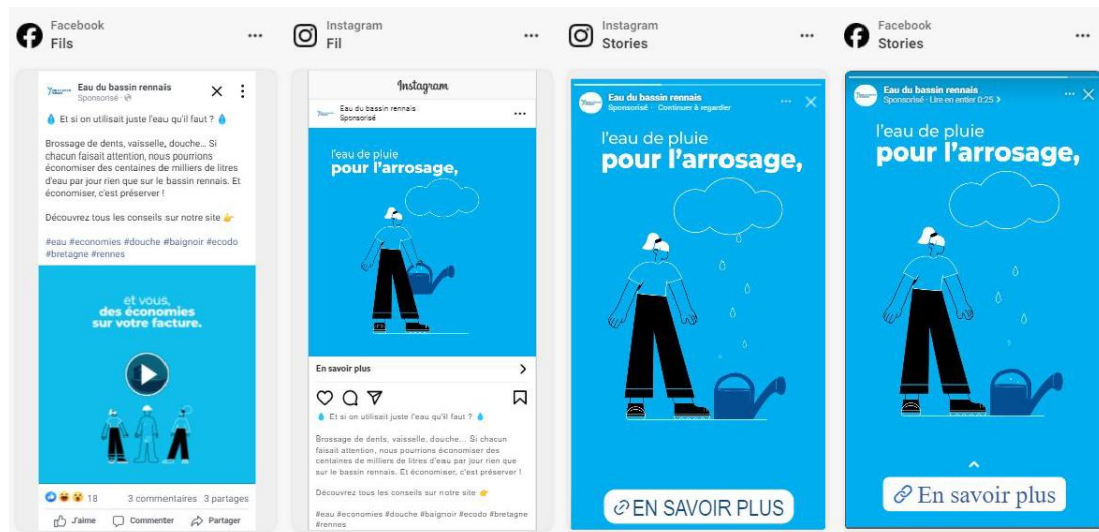 Facebook
Fils
Eau du bassin rennais
Sponsorisé
Et si on utilisait juste l'eau qu'il faut ?
Brossage de dents, vaisselle, douche... Si
chacun faisait attention, nous pourrions
économiser des centaines de milliers de litres
d'eau par jour rien que sur le bassin rennais. Et
économiser, c'est préserver !
Découvrez tous les conseils sur notre site
#eau #economies #douche #baignoir #ecodo
#bretagne #rennes
et vous,
des économies
sur votre facture.
18
3 commentaires 3 partages
J'aime Commenter Partager
Instagram
Fil
Instagram
Eau du bassin rennais
Sponsorisé
l'eau de pluie
pour l'arrosage,
En savoir plus
Et si on utilisait juste l'eau qu'il faut ?
Brossage de dents, vaisselle, douche... Si chacun
faisait attention, nous pourrions économiser des
centaines de milliers de litres d'eau par jour rien que
sur le bassin rennais. Et économiser, c'est préserver !
Découvrez tous les conseils sur notre site
#eau #economies #douche #baignoir #ecodo #bretagne
#rennes
Instagram
Stories
Eau du bassin rennais
Sponsorisé · Continuer à regarder
l'eau de pluie
pour l'arrosage,
EN SAVOIR PLUS
Facebook
Stories
Eau du bassin rennais
Sponsorisé · Lire en entier 0:25
l'eau de pluie
pour l'arrosage,
En savoir plus